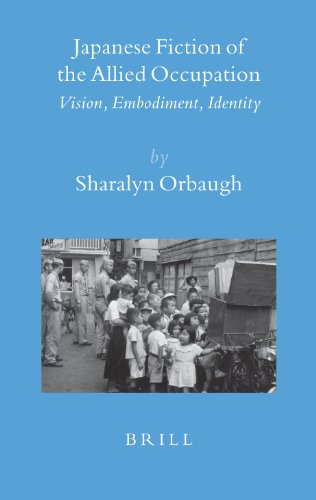 Japanese Fiction of
the Allied Occupation
Vision, Embodiment, Identity
by
Sharalyn Orbaugh
BRILL